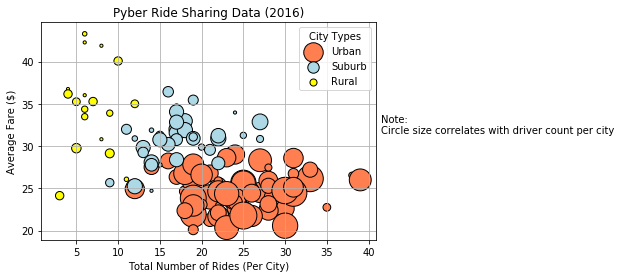 Pyber Ride Sharing Data (2016)
City Types
Urban
Suburb
Rural
Average Fare ($)
40
35
30
25
20
5
10
15
20
25
30
35
40
Total Number of Rides (Per City)
Note:
Circle size correlates with driver count per city